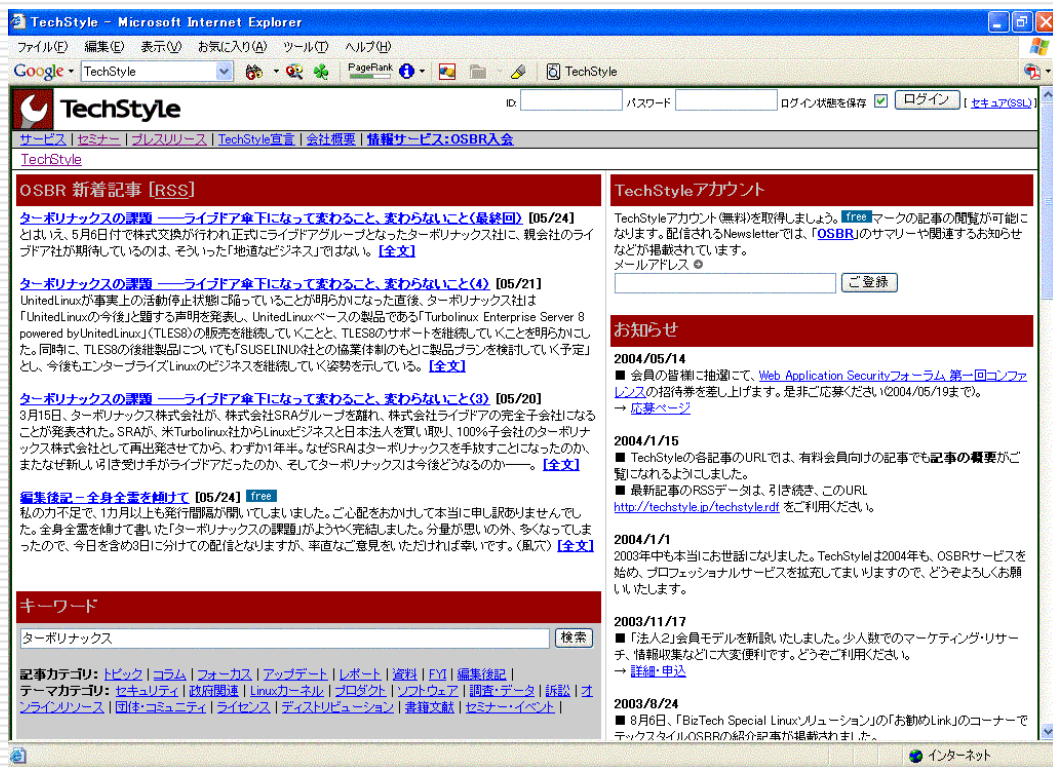 TechStyle - Microsoft Internet Explorer
ファイル(F) 編集(E) 表示(V) お気に入り(A) ツール(T) ヘルプ(H)
Google TechStyle PageRank TechStyle
TechStyle ID: パスワード ログイン状態を保存 ログイン [ セキュア(SSL) ]
サービス | セミナー | プレスリリース | TechStyle宣言 | 会社概要 | 情報サービス:OSBR入会
TechStyle
OSBR 新着記事 [RSS]
ターボリナックスの課題 ――ライブドア傘下になって変わること、変わらないこと(最終回) [05/24]
とはいえ、5月6日付で株式交換が行われ正式にライブドアグループとなったターボリナックス社に、親会社のライ
ブドア社が期待しているのは、そういった「地道なビジネス」ではない。 [全文]
ターボリナックスの課題 ――ライブドア傘下になって変わること、変わらないこと(4) [05/21]
UnitedLinuxが事実上の活動停止状態に陥っていることが明らかになった直後、ターボリナックス社は
「UnitedLinuxの今後」と題する声明を発表し、UnitedLinuxベースの製品である「Turbolinux Enterprise Server 8
powered byUnitedLinux」(TLES8)の販売を継続していくことと、TLES8のサポートを継続していくことを明らかにし
た。同時に、TLES8の後継製品についても「SUSELINUX社との協業体制のもとに製品プランを検討していく予定」
とし、今後もエンタープライズLinuxのビジネスを継続していく姿勢を示している。 [全文]
ターボリナックスの課題 ――ライブドア傘下になって変わること、変わらないこと(3) [05/20]
3月15日、ターボリナックス株式会社が、株式会社SRAグループを離れ、株式会社ライブドアの完全子会社になる
ことが発表された。SRAが、米Turbolinux社からLinuxビジネスと日本法人を買い取り、100%子会社のターボリナ
ックス株式会社として再出発させてから、わずか1年半。なぜSRAはターボリナックスを手放すことになったのか、
またなぜ新しい引き受け手がライブドアだったのか、そしてターボリナックスは今後どうなるのか――。 [全文]
編集後記 - 全身全霊を傾けて [05/24] free
私の力不足で、1カ月以上も発行間隔が開いてしまいました。ご心配をおかけして本当に申し訳ありませんでし
た。全身全霊を傾けて書いた「ターボリナックスの課題」がようやく完結しました。分量が思いの外、多くなってしま
ったので、今日を含め3日に分けての配信となりますが、率直なご意見をいただければ幸いです。(風穴) [全文]
キーワード
ターボリナックス 検索
記事カテゴリ: トピック | コラム | フォーカス | アップデート | レポート | 資料 | FYI | 編集後記 |
テーマカテゴリ: セキュリティ | 政府関連 | Linuxカーネル | プロダクト | ソフトウェア | 調査・データ | 訴訟 | オ
ンラインリソース | 団体・コミュニティ | ライセンス | ディストリビューション | 書籍文献 | セミナー・イベント |
TechStyleアカウント
TechStyleアカウント(無料)を取得しましょう。 free マークの記事の閲覧が可能に
なります。配信されるNewsletterでは、「OSBR」のサマリーや関連するお知らせ
などが掲載されています。
メールアドレス
ご登録
お知らせ
2004/05/14
■ 会員の皆様に抽選にて、Web Application Securityフォーラム 第一回コンファ
レンスの招待券を差し上げます。是非ご応募ください(2004/05/19まで)。
→ 応募ページ
2004/1/15
■ TechStyleの各記事のURLでは、有料会員向けの記事でも記事の概要がご
覧になれるようにしました。
■ 最新記事のRSSデータは、引き続き、このURL
http://techstyle.jp/techstyle.rdf をご利用ください。
2004/1/1
2003年中も本当にお世話になりました。TechStyleは2004年も、OSBRサービスを
始め、プロフェッショナルサービスを拡充してまいりますので、どうぞよろしくお願
いいたします。
2003/11/17
■ 「法人2」会員モデルを新設いたしました。少人数でのマーケティング・リサー
チ、情報収集などに大変便利です。どうぞご利用ください。
→ 詳細・申込
2003/8/24
■ 8月6日、「BizTech Special Linuxソリューション」の「お勧めLink」のコーナーで
テックスタイルOSBRの紹介記事が掲載されました。
インターネット